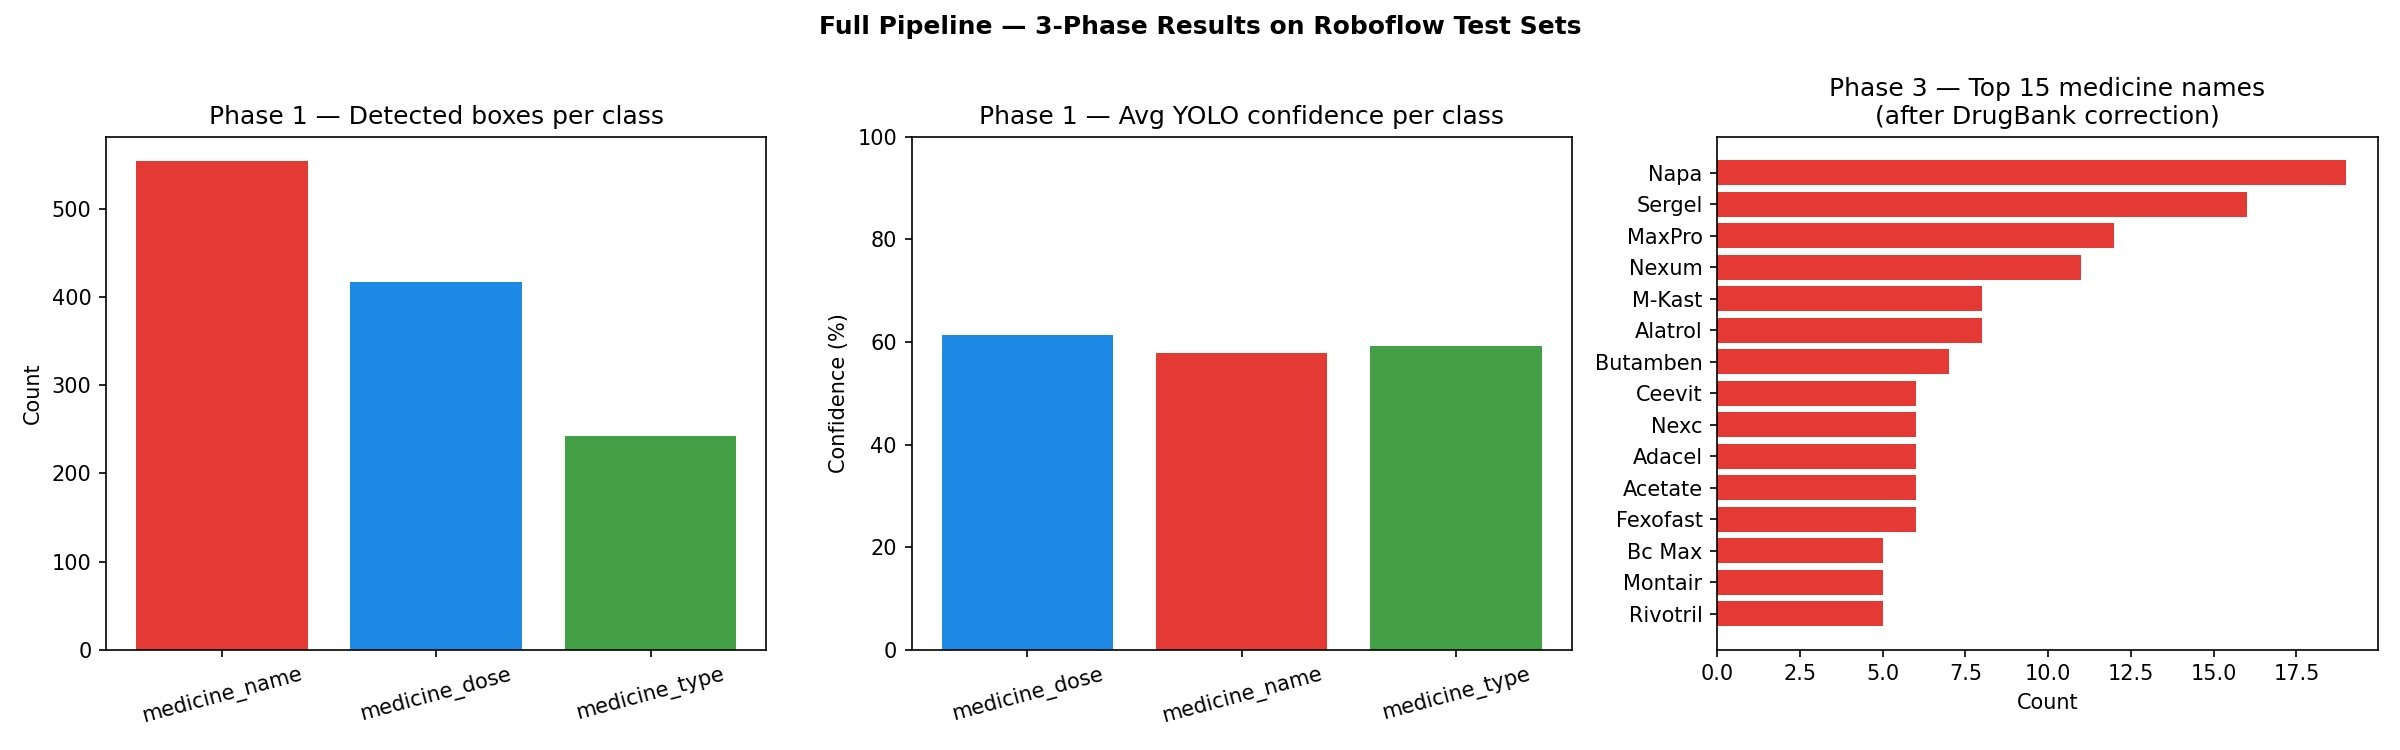 Full Pipeline — 3-Phase Results on Roboflow Test Sets
Phase 1 — Detected boxes per class
Count
500
400
300
200
100
0
medicine_name
medicine_dose
medicine_type
Phase 1 — Avg YOLO confidence per class
Confidence (%)
100
80
60
40
20
0
medicine_dose
medicine_name
medicine_type
Phase 3 — Top 15 medicine names
(after DrugBank correction)
Napa
Sergel
MaxPro
Nexum
M-Kast
Alatrol
Butamben
Ceevit
Nexc
Adacel
Acetate
Fexofast
Bc Max
Montair
Rivotril
0.0 2.5 5.0 7.5 10.0 12.5 15.0 17.5
Count